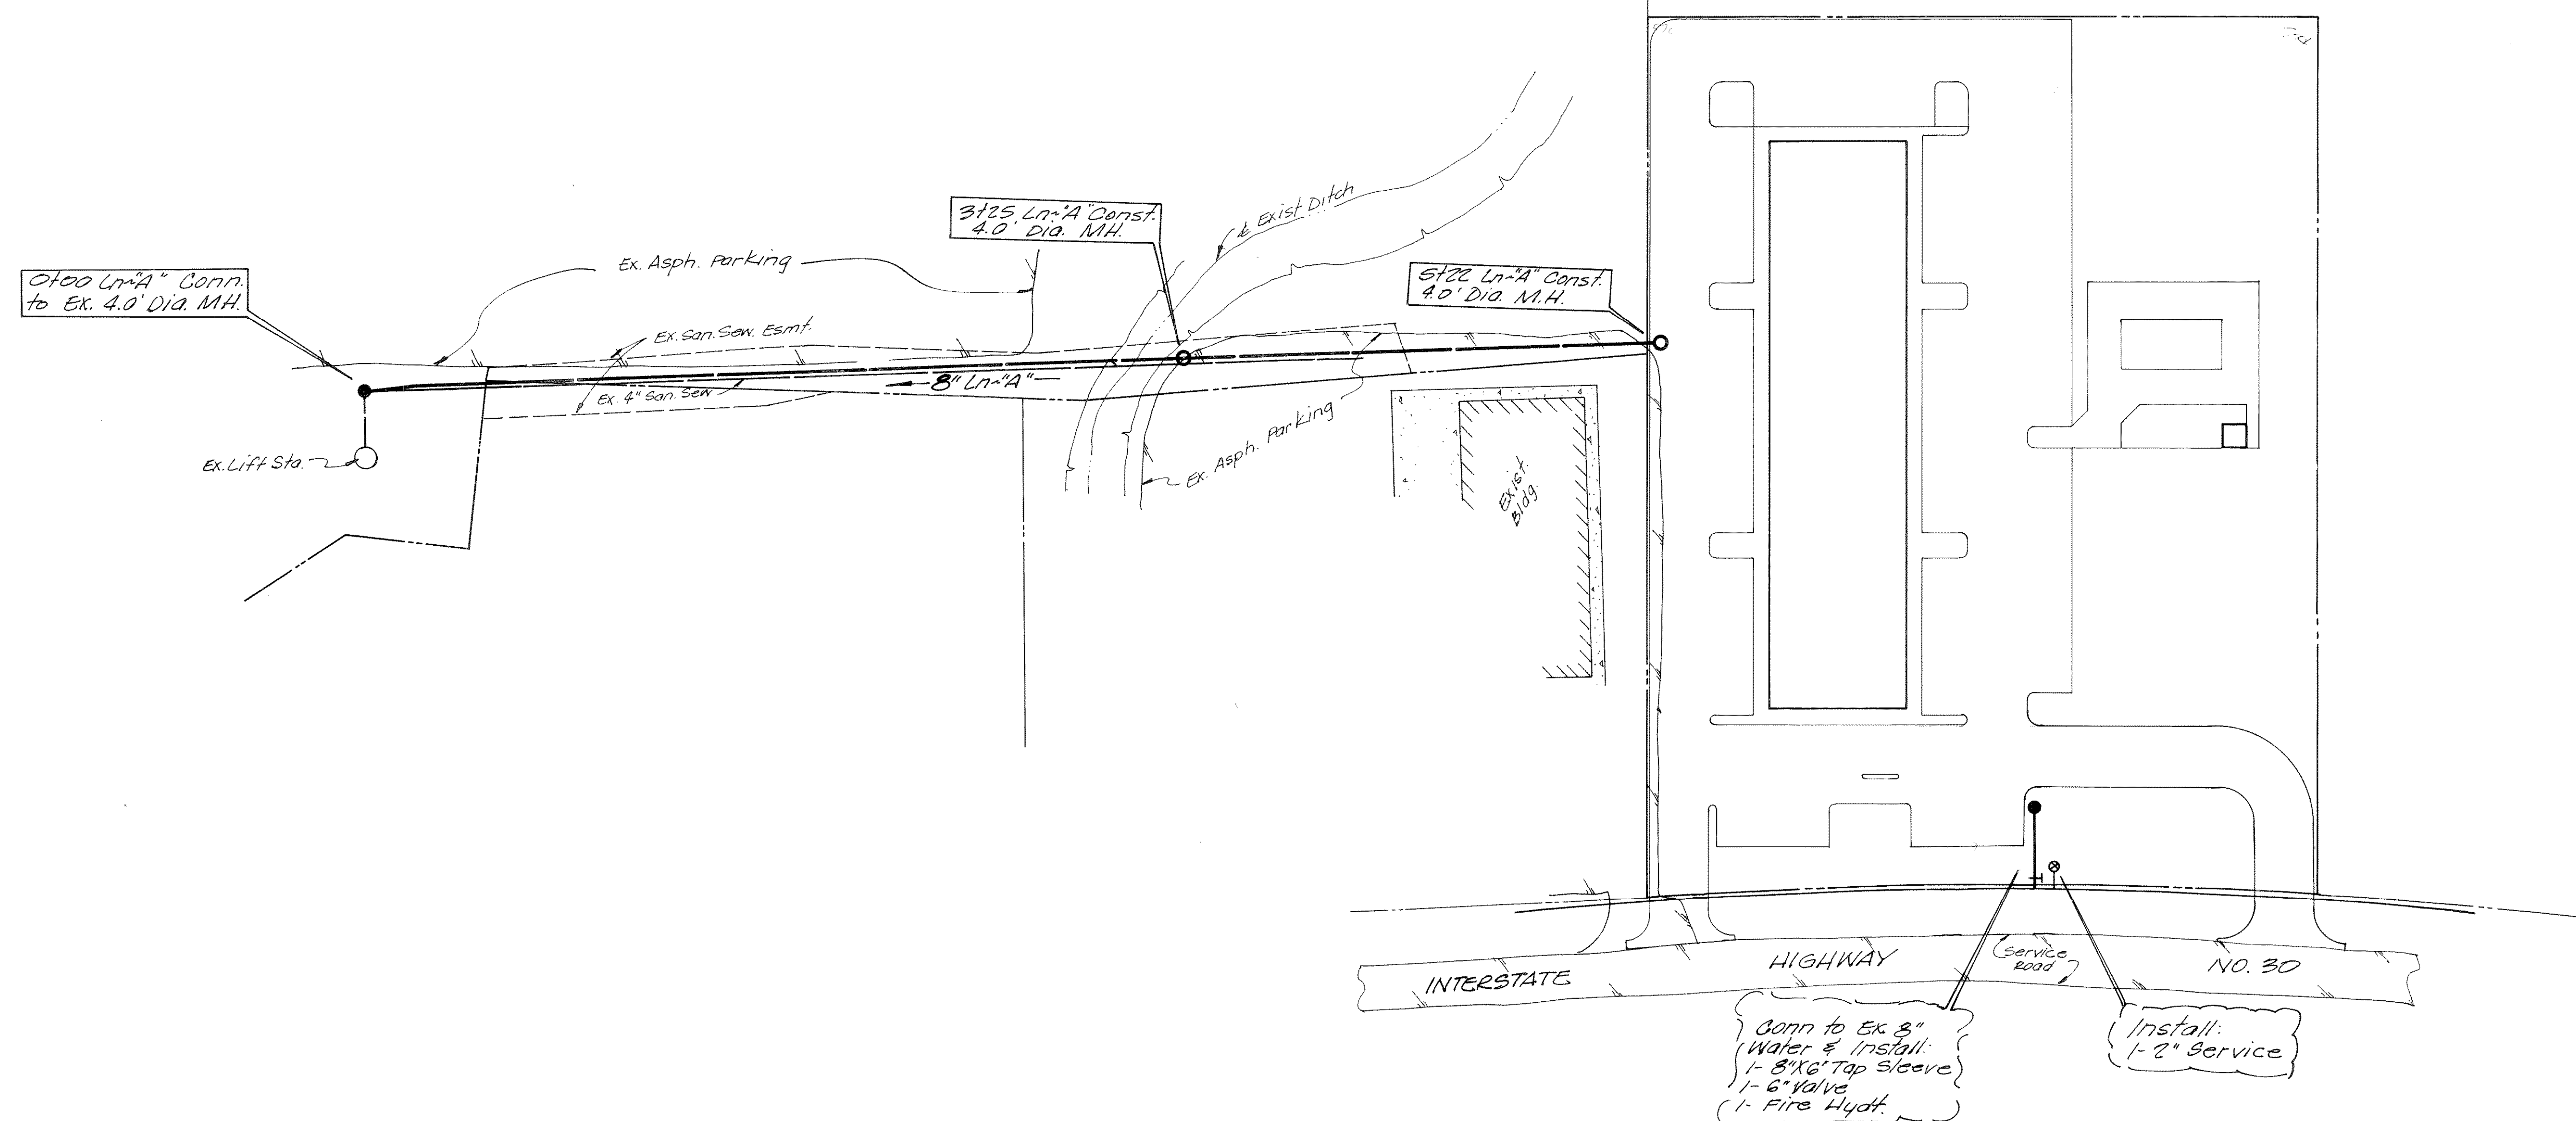 0+00 Ln~"A" Conn.
to Ex. 4.0' Dia. MH.
Ex. Asph. Parking
3+25 Ln~"A" Const.
4.0' Dia. MH.
℄ Exist Ditch
5+22 Ln~"A" Const.
4.0' Dia. M.H.
Ex. San. Sew. Esmt.
8" Ln~"A"
Ex. 4" San. Sew
Ex. Lift Sta.
Ex. Asph. Parking
Exist.
Bldg.
INTERSTATE HIGHWAY NO. 30
Service
Road
Conn to Ex. 8"
Water & Install:
1- 8"X6" Tap Sleeve
1- 6" Valve
1- Fire Hydt.
Install:
1- 2" Service